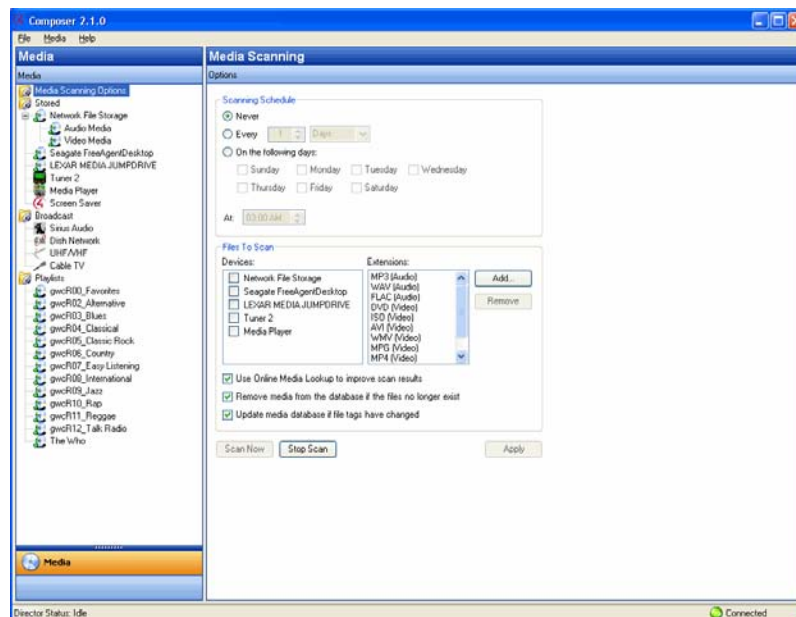 Composer 2.1.0
File Media Help
Media
Media
Media Scanning Options
Stored
Network File Storage
Audio Media
Video Media
Seagate FreeAgentDesktop
LEXAR MEDIA JUMPDRIVE
Tuner 2
Media Player
Screen Saver
Broadcast
Sirius Audio
Dish Network
UHF/VHF
Cable TV
Playlists
gwcR00_Favorites
gwcR02_Alternative
gwcR03_Blues
gwcR04_Classical
gwcR05_Classic Rock
gwcR06_Country
gwcR07_Easy Listening
gwcR08_International
gwcR09_Jazz
gwcR10_Rap
gwcR11_Reggae
gwcR12_Talk Radio
The Who
Media
Media Scanning
Options
Scanning Schedule
Never
Every 1 Days
On the following days:
Sunday Monday Tuesday Wednesday
Thursday Friday Saturday
At: 03:00 AM
Files To Scan
Devices:
Network File Storage
Seagate FreeAgentDesktop
LEXAR MEDIA JUMPDRIVE
Tuner 2
Media Player
Extensions:
MP3 (Audio)
WAV (Audio)
FLAC (Audio)
DVD (Video)
ISO (Video)
AVI (Video)
WMV (Video)
MPG (Video)
MP4 (Video)
Add...
Remove
Use Online Media Lookup to improve scan results
Remove media from the database if the files no longer exist
Update media database if file tags have changed
Scan Now Stop Scan Apply
Director Status: Idle
Connected